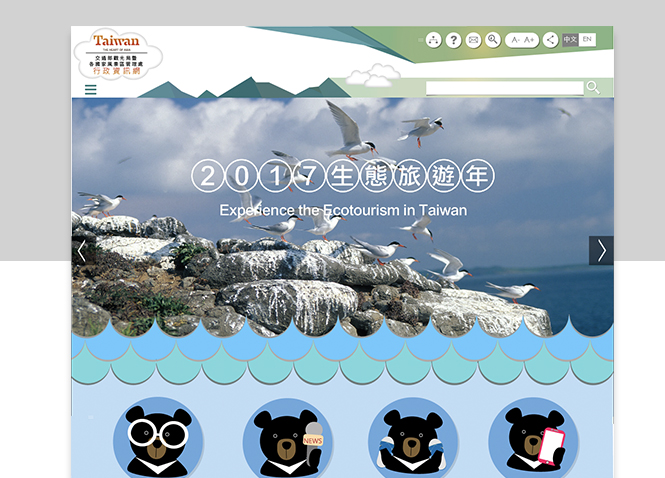 Taiwan
THE HEART OF ASIA
交通部觀光局暨
各國家風景區管理處
行政資訊網
? A- A+ 中文 EN
2017生態旅遊年
Experience the Ecotourism in Taiwan
NEWS